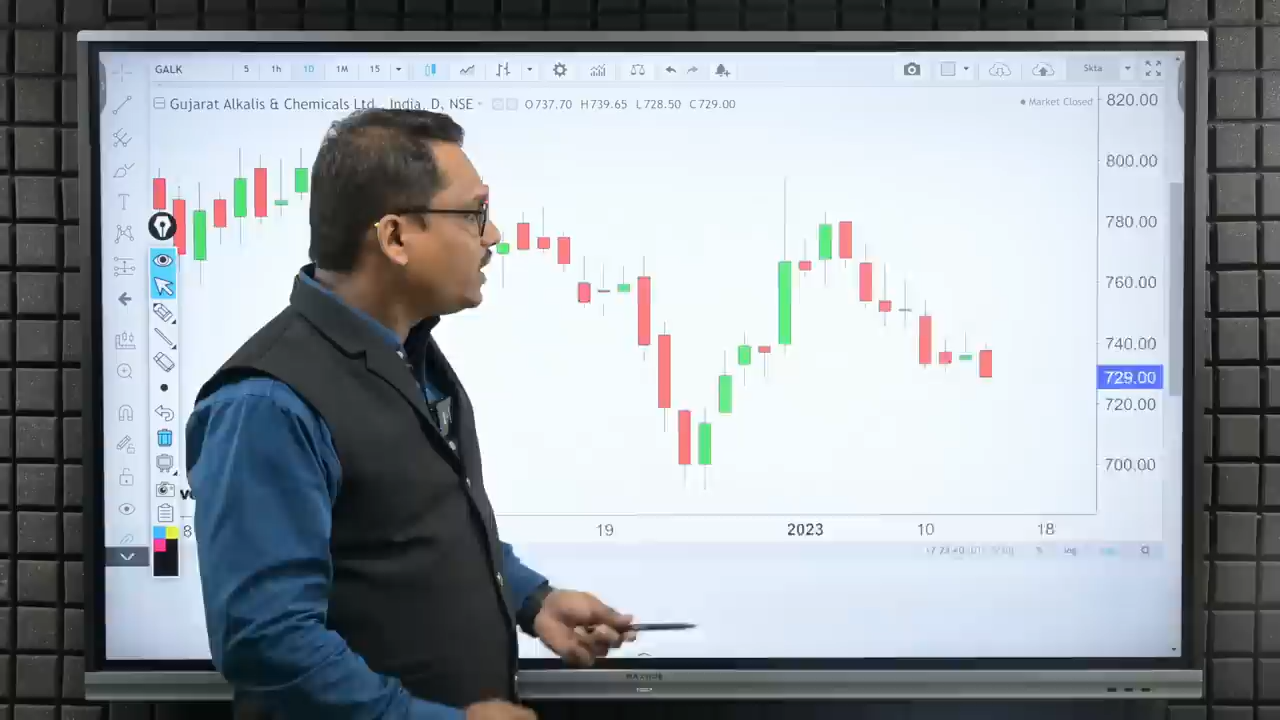 GALK 5 1h 1D 1M 15 Skta
Gujarat Alkalis & Chemicals Ltd., India, D, NSE O737.70 H739.65 L728.50 C729.00 Market Closed
820.00
800.00
780.00
760.00
740.00
729.00
720.00
700.00
8 19 2023 10 18
% log